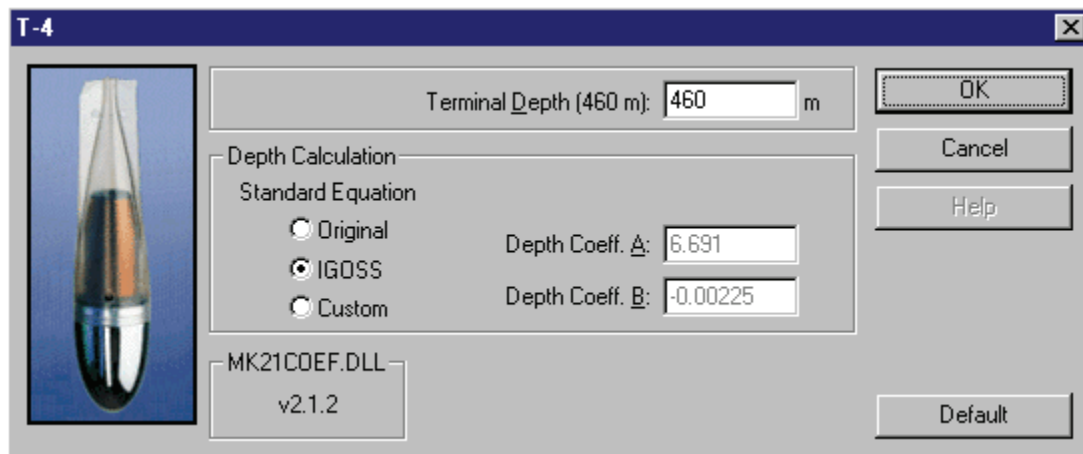 T-4
Terminal Depth (460 m): 460 m
Depth Calculation
Standard Equation
Original
IGOSS
Custom
Depth Coeff. A: 6.691
Depth Coeff. B: -0.00225
MK21COEF.DLL
v2.1.2
OK
Cancel
Help
Default